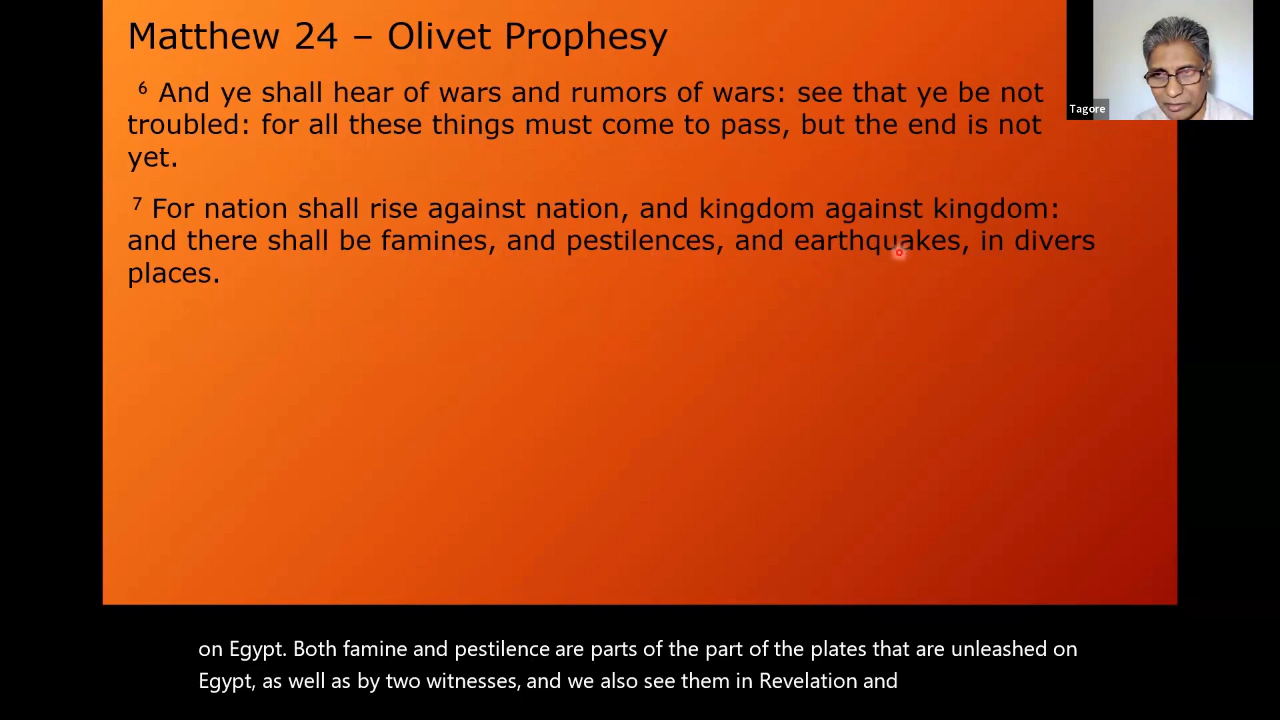 Matthew 24 – Olivet Prophesy
6 And ye shall hear of wars and rumors of wars: see that ye be not
troubled: for all these things must come to pass, but the end is not
yet.
7 For nation shall rise against nation, and kingdom against kingdom:
and there shall be famines, and pestilences, and earthquakes, in divers
places.
Tagore
on Egypt. Both famine and pestilence are parts of the part of the plates that are unleashed on
Egypt, as well as by two witnesses, and we also see them in Revelation and